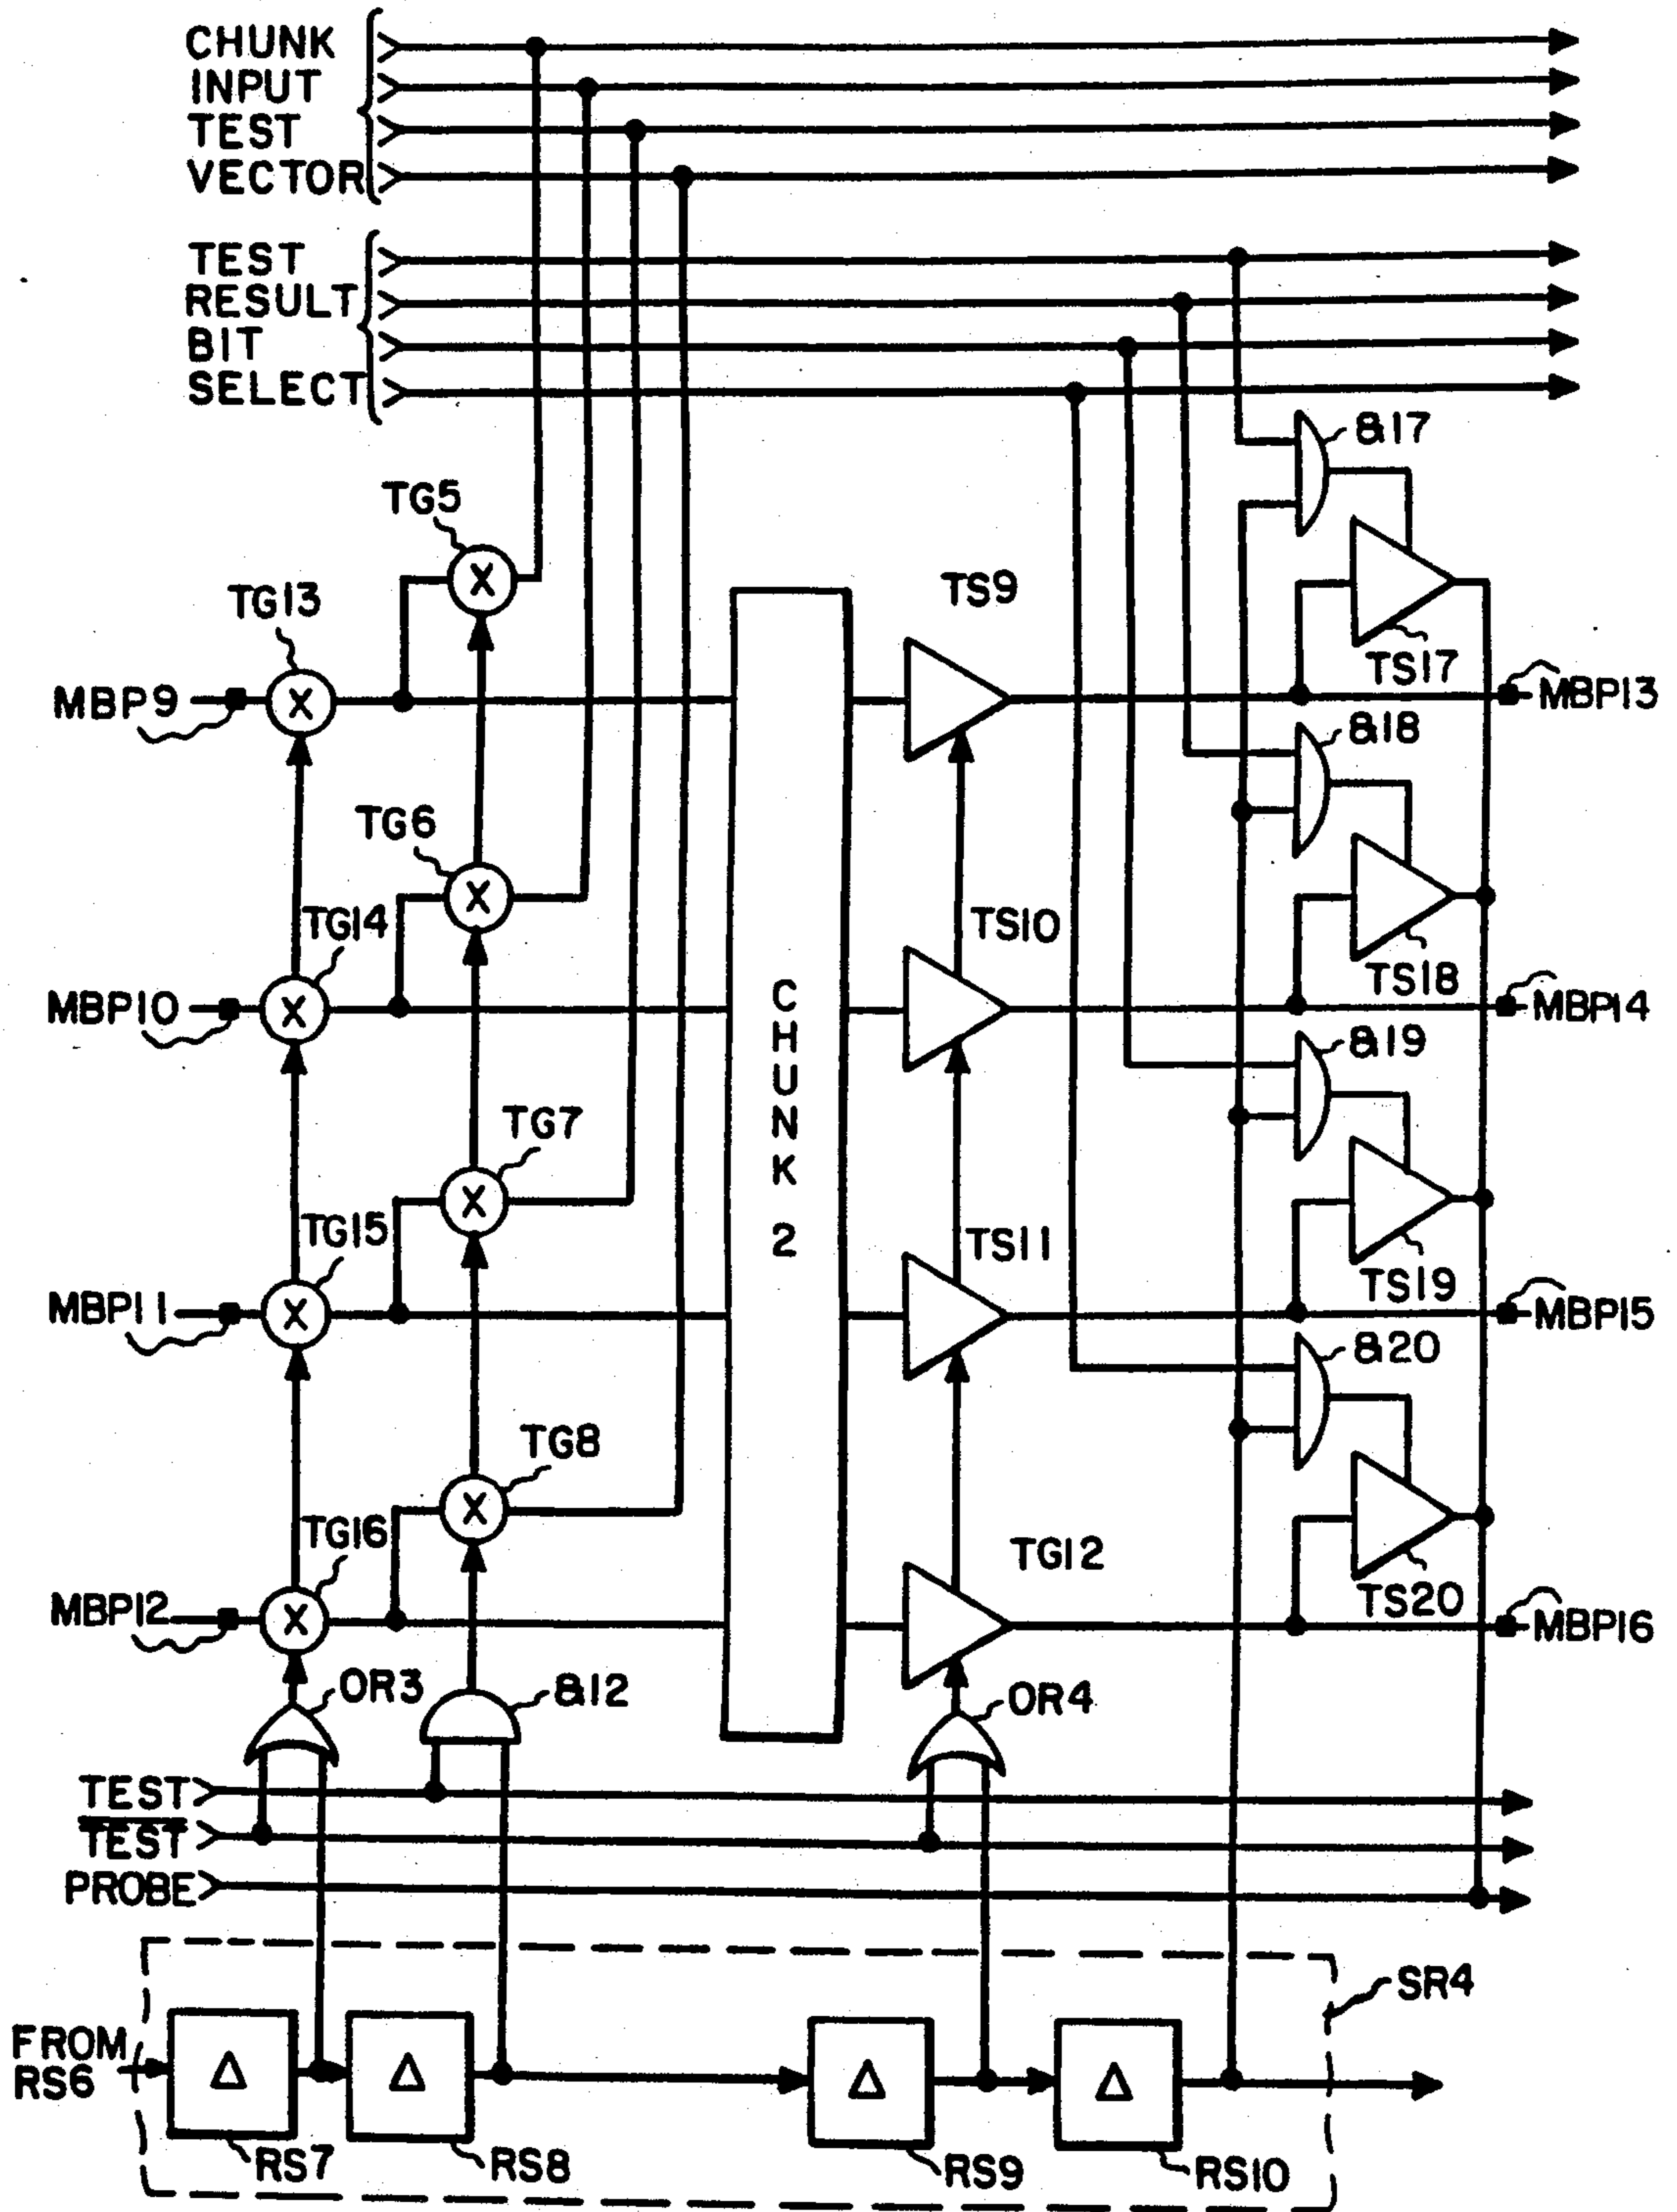 CHUNK
INPUT
TEST
VECTOR
TEST
RESULT
BIT
SELECT
&17
TG5
TG13
TS9
TS17
MBP9
MBP13
&18
TG6
TG14
TS10
TS18
MBP10
MBP14
&19
CHUNK 2
TG7
TG15
TS11
TS19
MBP11
MBP15
&20
TG8
TG16
TG12
TS20
MBP12
MBP16
OR3
&12
OR4
TEST
TEST
PROBE
SR4
FROM
RS6
Δ
Δ
Δ
Δ
RS7
RS8
RS9
RS10